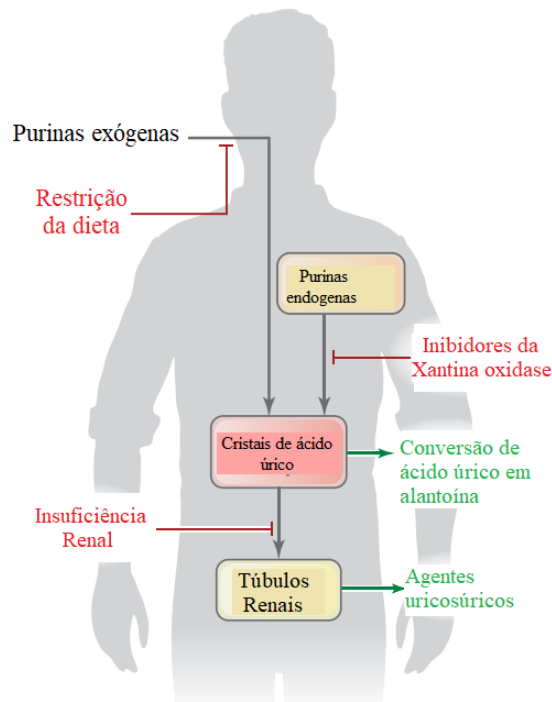 Purinas exógenas
Restrição
da dieta
Purinas
endogenas
Inibidores da
Xantina oxidase
Cristais de ácido
úrico
Conversão de
ácido úrico em
alantoína
Insuficiência
Renal
Túbulos
Renais
Agentes
uricosúricos